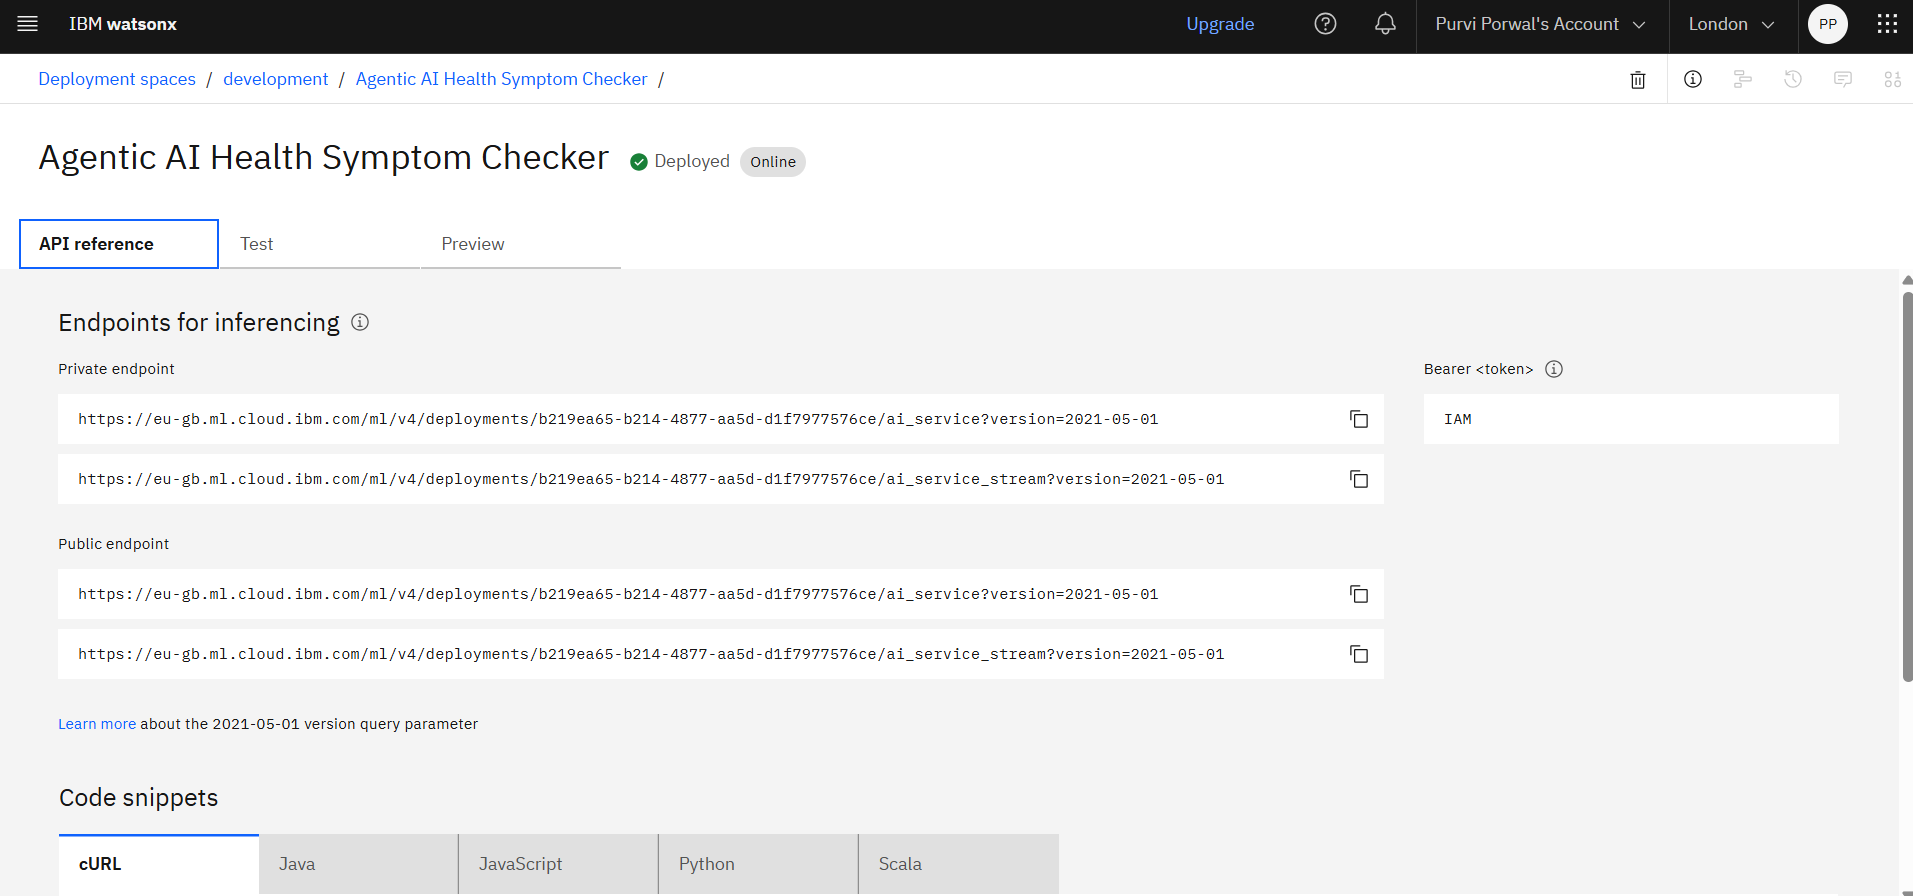 IBM watsonx
Upgrade
Purvi Porwal's Account
London
PP
Deployment spaces / development / Agentic AI Health Symptom Checker /
Agentic AI Health Symptom Checker
Deployed
Online
API reference
Test
Preview
Endpoints for inferencing
Private endpoint
https://eu-gb.ml.cloud.ibm.com/ml/v4/deployments/b219ea65-b214-4877-aa5d-d1f7977576ce/ai_service?version=2021-05-01
https://eu-gb.ml.cloud.ibm.com/ml/v4/deployments/b219ea65-b214-4877-aa5d-d1f7977576ce/ai_service_stream?version=2021-05-01
Bearer <token>
IAM
Public endpoint
https://eu-gb.ml.cloud.ibm.com/ml/v4/deployments/b219ea65-b214-4877-aa5d-d1f7977576ce/ai_service?version=2021-05-01
https://eu-gb.ml.cloud.ibm.com/ml/v4/deployments/b219ea65-b214-4877-aa5d-d1f7977576ce/ai_service_stream?version=2021-05-01
Learn more about the 2021-05-01 version query parameter
Code snippets
cURL
Java
JavaScript
Python
Scala